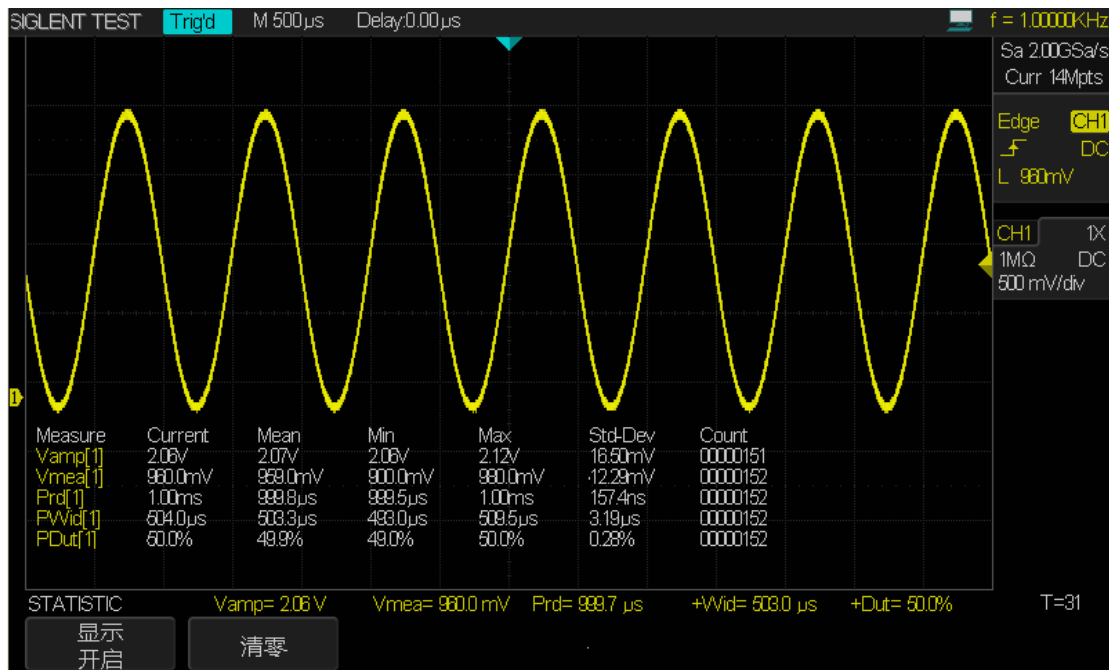 SIGLENT TEST Trig'd M 500μs Delay:0.00μs f = 1.00000KHz
Sa 2.00GSa/s
Curr 14Mpts
Edge CH1
DC
L 960mV
CH1 1X
1MΩ DC
500 mV/div
1
Measure Current Mean Min Max Std-Dev Count
Vamp[1] 2.06V 2.07V 2.06V 2.12V 16.50mV 00000151
Vmea[1] 960.0mV 959.0mV 900.0mV 980.0mV -12.29mV 00000152
Prd[1] 1.00ms 999.8μs 999.5μs 1.00ms 157.4ns 00000152
PWid[1] 504.0μs 503.3μs 493.0μs 509.5μs 3.19μs 00000152
PDut[1] 50.0% 49.9% 49.0% 50.0% 0.28% 00000152
STATISTIC Vamp= 2.06 V Vmea= 960.0 mV Prd= 999.7 μs +Wid= 503.0 μs +Dut= 50.0% T=31
显示
开启
清零